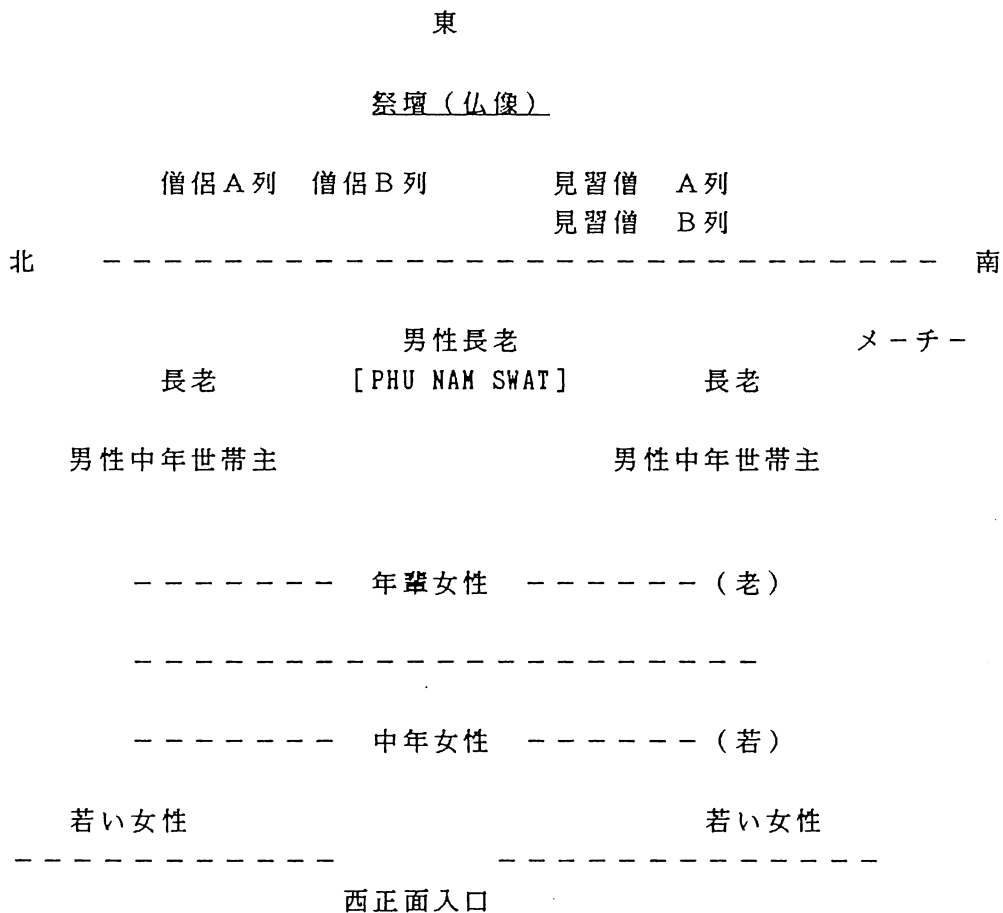 東
祭壇(仏像)
僧侶A列 僧侶B列 見習僧 A列
見習僧 B列
北 ---------------------------- 南
男性長老 メーチー
長老 [PHU NAM SWAT] 長老
男性中年世帯主 男性中年世帯主
------- 年輩女性 ------(老)
---------------------
------- 中年女性 ------(若)
若い女性 若い女性
----------- -------------
西正面入口